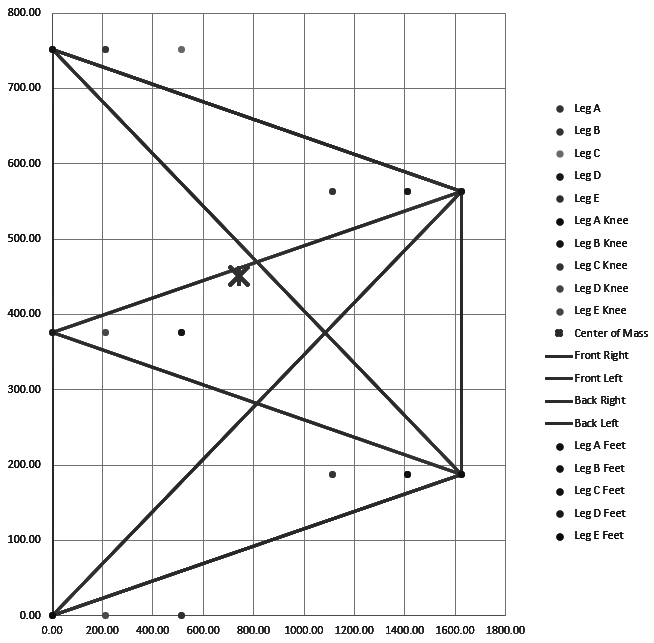 800.00
700.00
600.00
500.00
400.00
300.00
200.00
100.00
0.00
0.00 200.00 400.00 600.00 800.00 1000.00 1200.00 1400.00 1600.00 1800.00
Leg A
Leg B
Leg C
Leg D
Leg E
Leg A Knee
Leg B Knee
Leg C Knee
Leg D Knee
Leg E Knee
Center of Mass
Front Right
Front Left
Back Right
Back Left
Leg A Feet
Leg B Feet
Leg C Feet
Leg D Feet
Leg E Feet